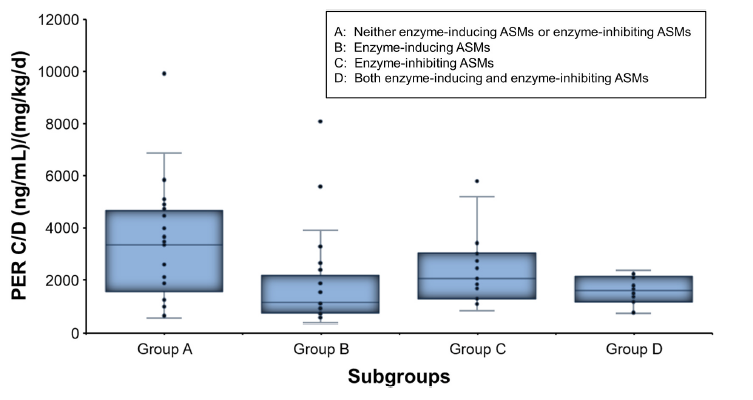 12000
A: Neither enzyme-inducing ASMs or enzyme-inhibiting ASMs
B: Enzyme-inducing ASMs
C: Enzyme-inhibiting ASMs
D: Both enzyme-inducing and enzyme-inhibiting ASMs
10000
8000
6000
4000
2000
0
PER C/D (ng/mL)/(mg/kg/d)
Group A
Group B
Group C
Group D
Subgroups